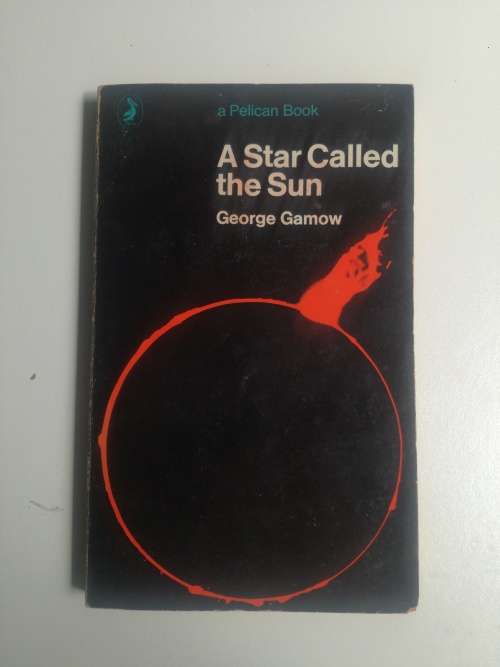 a Pelican Book
A Star Called
the Sun
George Gamow